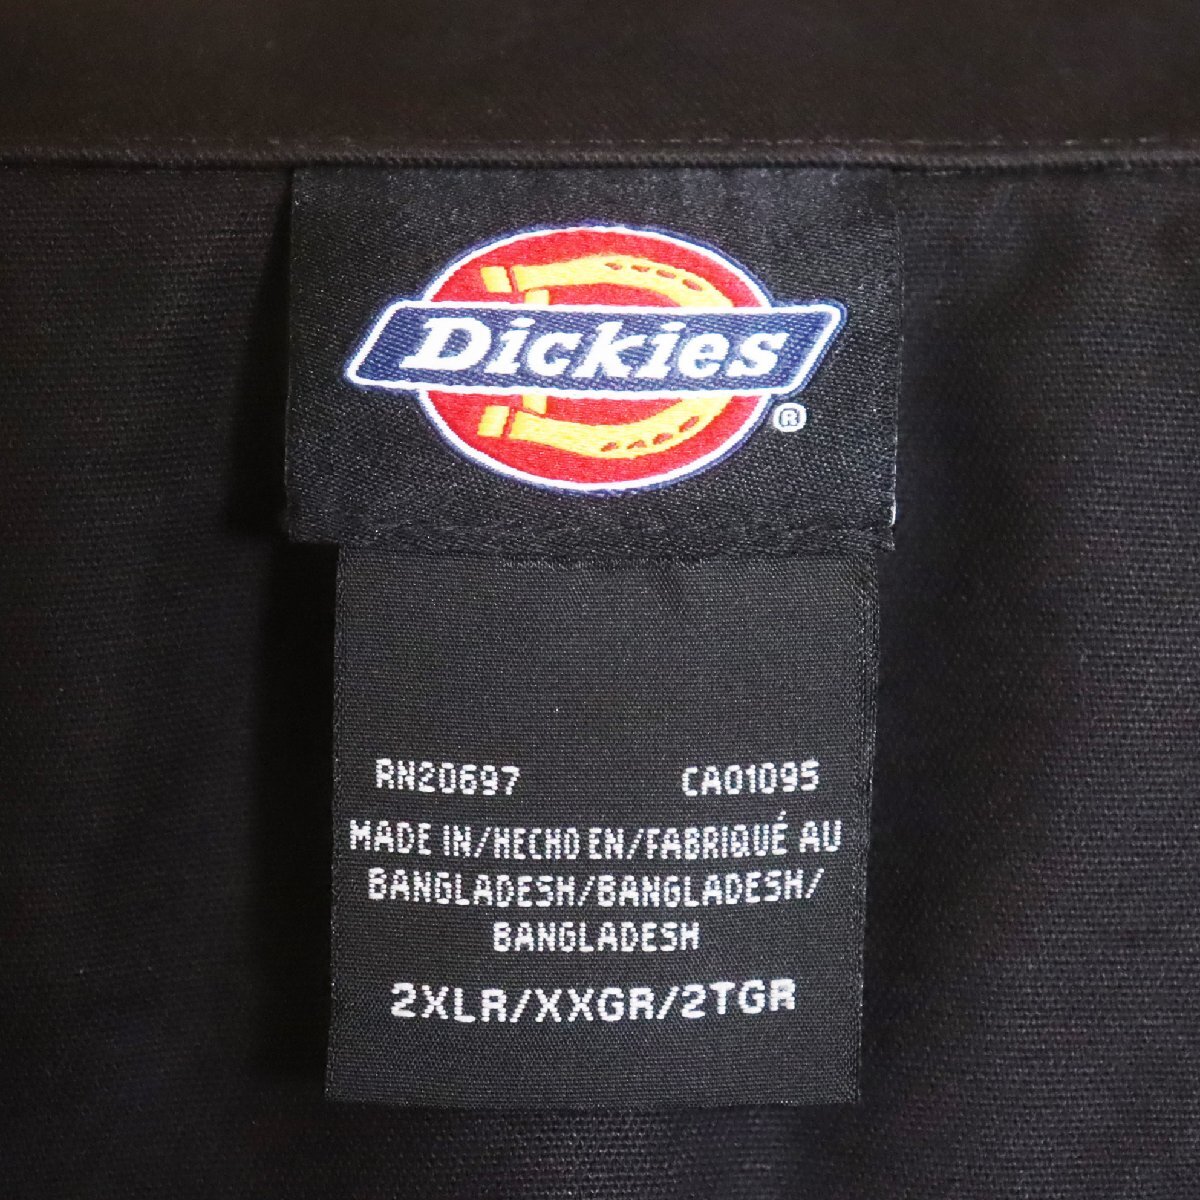 Dickies
®
RN20697 CA01095
MADE IN/HECHO EN/FABRIQUÉ AU
BANGLADESH/BANGLADESH/
BANGLADESH
2XLR/XXGR/2TGR